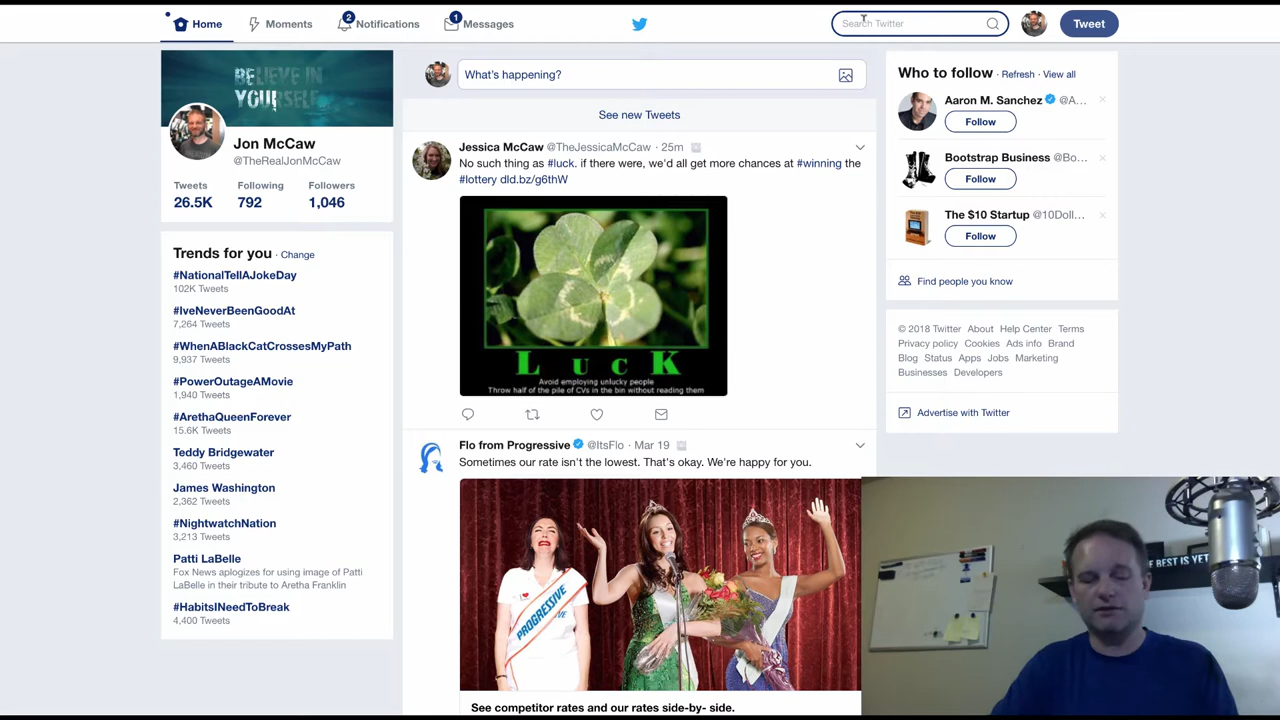 Home
Moments
2
Notifications
1
Messages
Search Twitter
Tweet
BELIEVE IN
YOURSELF
Jon McCaw
@TheRealJonMcCaw
Tweets Following Followers
26.5K 792 1,046
Trends for you · Change
#NationalTellAJokeDay
102K Tweets
#IveNeverBeenGoodAt
7,264 Tweets
#WhenABlackCatCrossesMyPath
9,937 Tweets
#PowerOutageAMovie
1,940 Tweets
#ArethaQueenForever
15.6K Tweets
Teddy Bridgewater
3,460 Tweets
James Washington
2,362 Tweets
#NightwatchNation
3,213 Tweets
Patti LaBelle
Fox News aplogizes for using image of Patti
LaBelle in their tribute to Aretha Franklin
#HabitsINeedToBreak
4,400 Tweets
What's happening?
See new Tweets
Jessica McCaw @TheJessicaMcCaw · 25m
No such thing as #luck. if there were, we'd all get more chances at #winning the
#lottery dld.bz/g6thW
LUCK
Avoid employing unlucky people
Throw half of the pile of CVs in the bin without reading them
Flo from Progressive @ItsFlo · Mar 19
Sometimes our rate isn't the lowest. That's okay. We're happy for you.
PROGRESSIVE
See competitor rates and our rates side-by- side.
Who to follow · Refresh · View all
Aaron M. Sanchez @A...
Follow
Bootstrap Business @Bo...
Follow
The $10 Startup @10Doll...
Follow
Find people you know
© 2018 Twitter About Help Center Terms
Privacy policy Cookies Ads info Brand
Blog Status Apps Jobs Marketing
Businesses Developers
Advertise with Twitter
HE BEST IS YET